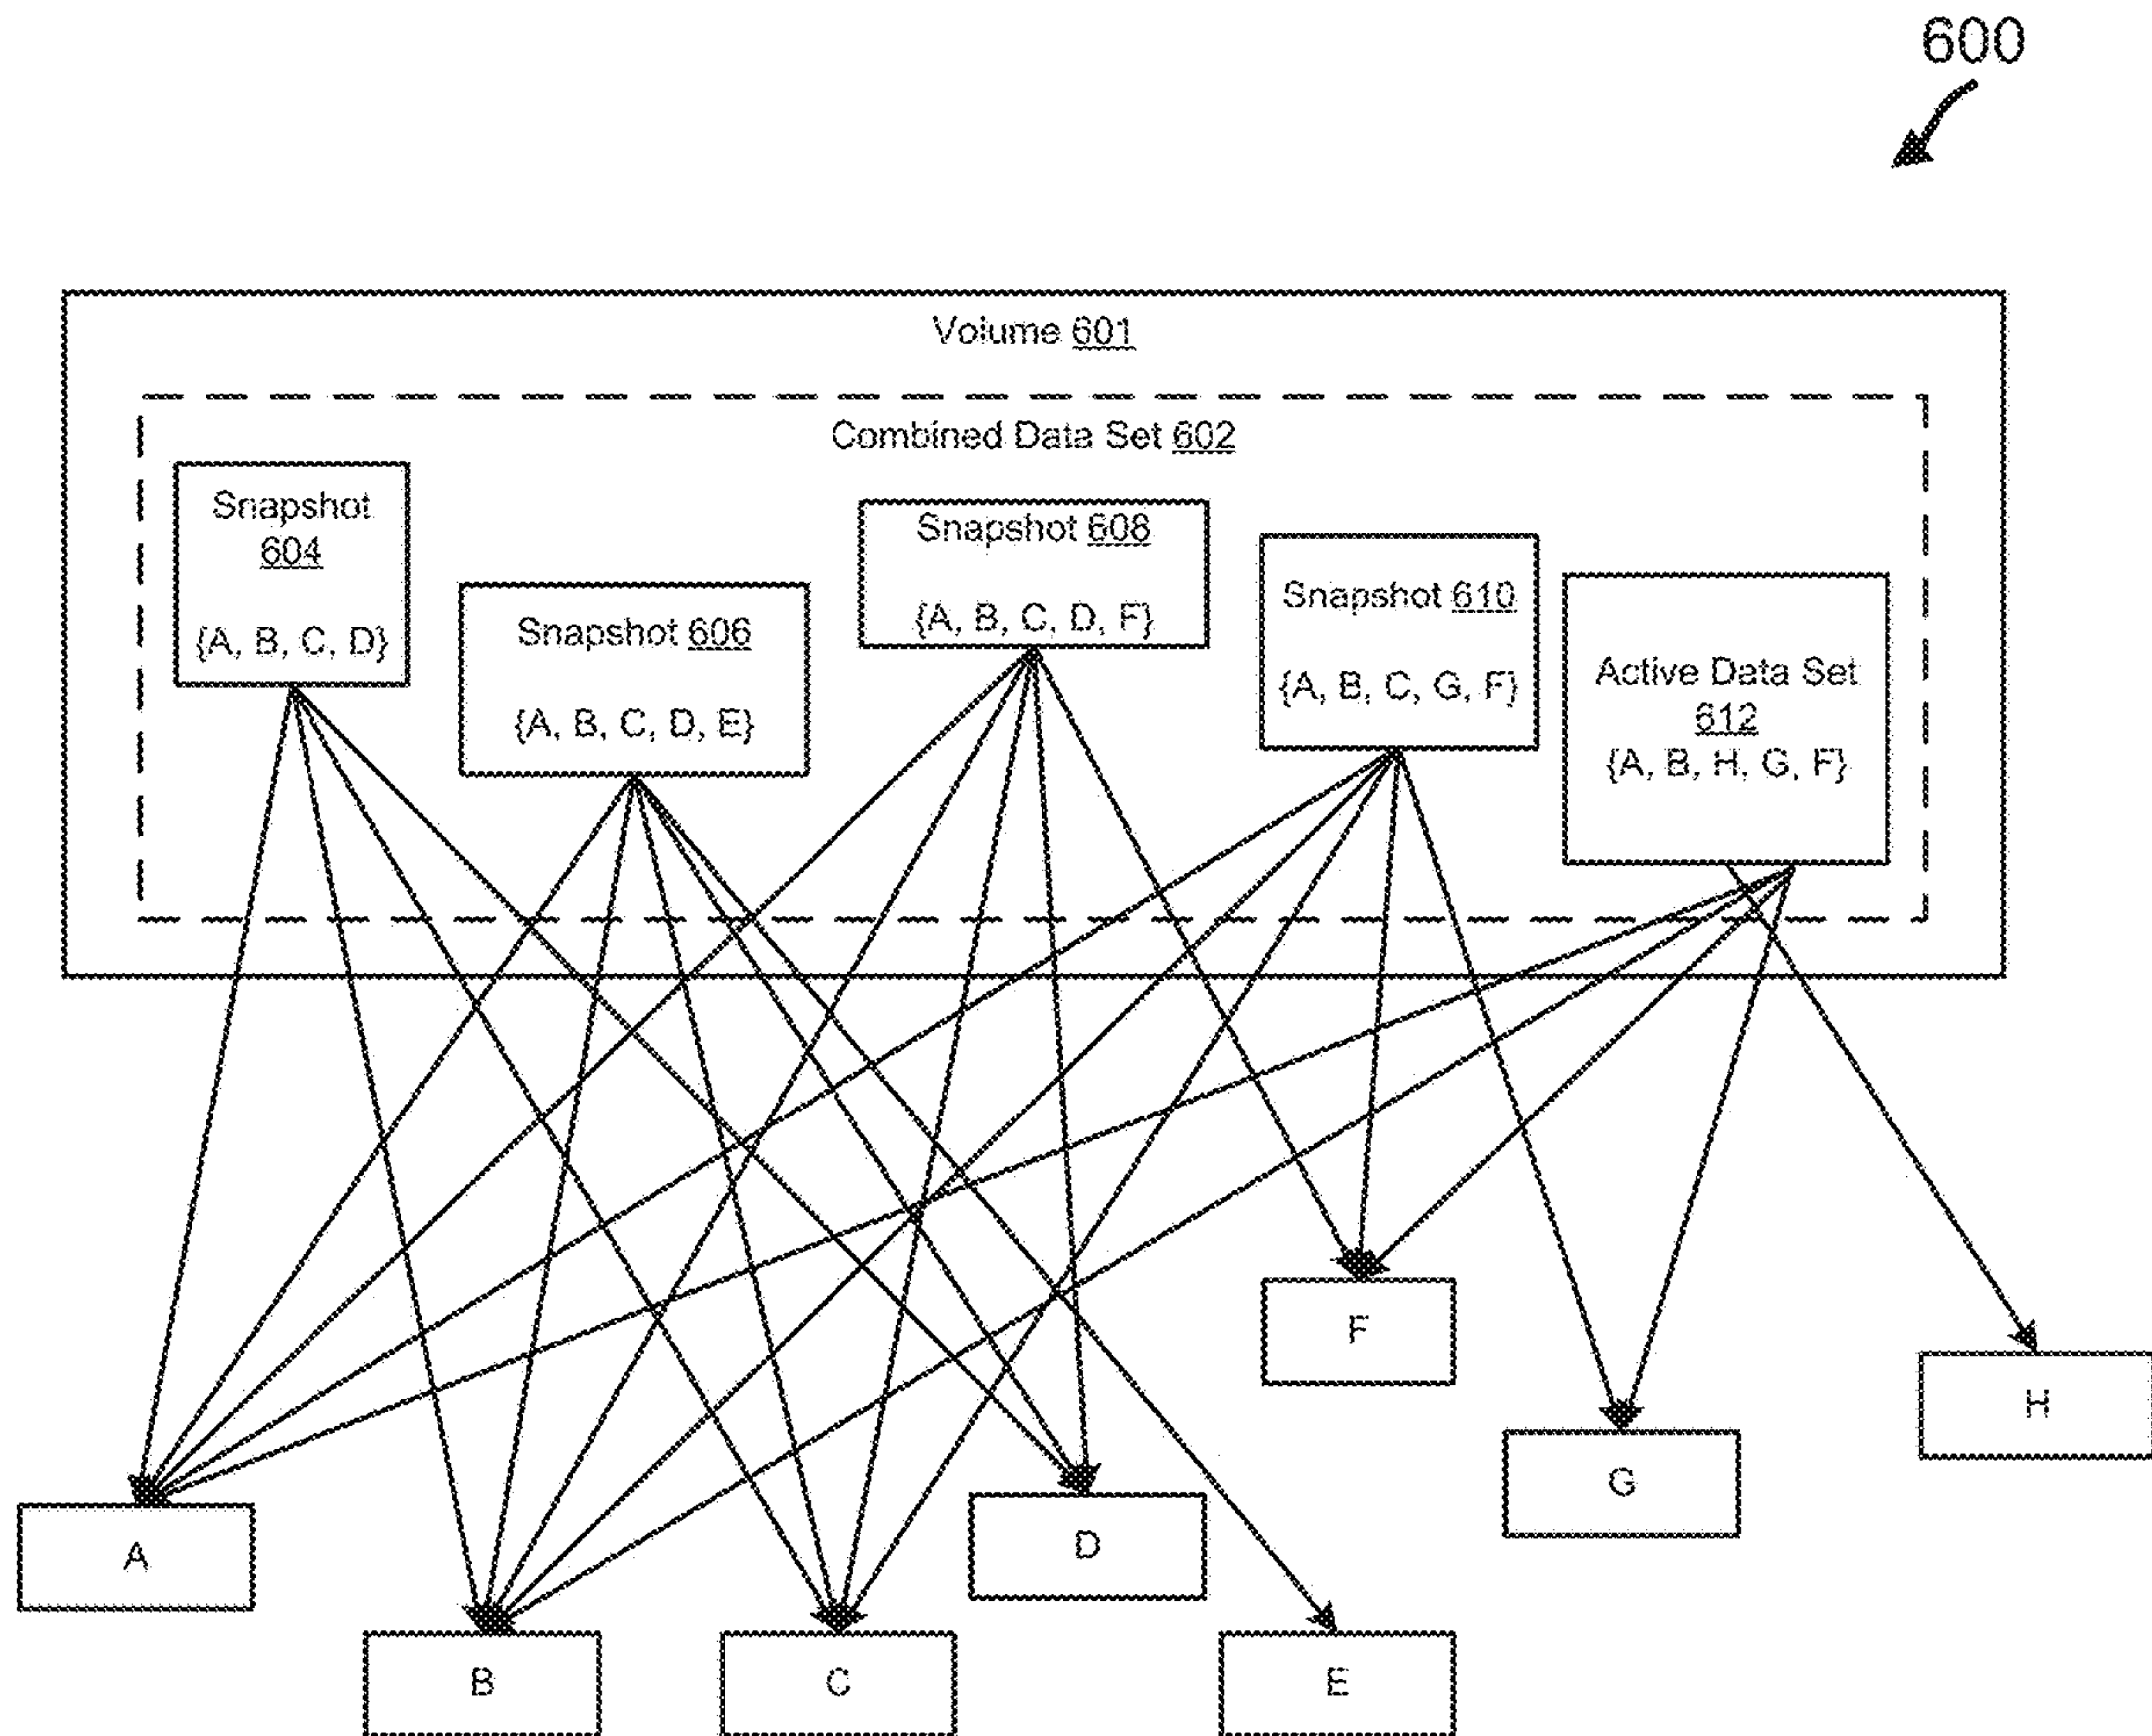 600
Volume 601
Combined Data Set 602
Snapshot
604
{A, B, C, D}
Snapshot 606
{A, B, C, D, E}
Snapshot 608
{A, B, C, D, F}
Snapshot 610
{A, B, C, G, F}
Active Data Set
612
{A, B, H, G, F}
A
B
C
D
E
F
G
H